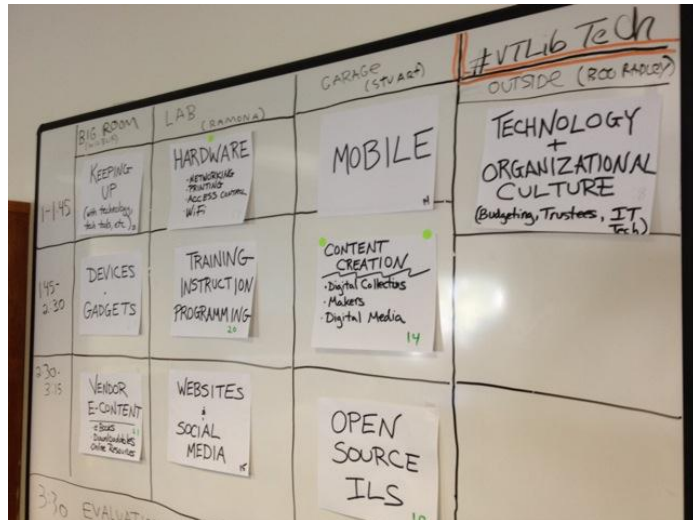 #VTLib Tech
BIG ROOM
LAB
(RAMONA)
GARAGE
(STUART)
OUTSIDE (BOO RADLEY)
1-1:45
KEEPING
UP
(with technology,
tech tools, etc.)
HARDWARE
·NETWORKING
·PRINTING
·ACCESS CONTROL
WiFi
MOBILE
TECHNOLOGY
+
ORGANIZATIONAL
CULTURE
(Budgeting, Trustees, IT
Tech)
1:45-
2:30
DEVICES
·
GADGETS
TRAINING
INSTRUCTION
PROGRAMMING
20
CONTENT
CREATION
·Digital Collections
·Makers
·Digital Media
14
2:30-
3:15
VENDOR
E-CONTENT
·eBooks
·Downloadables
Online Resources
21
WEBSITES
&
SOCIAL
MEDIA
15
OPEN
SOURCE
ILS
3:30 EVALUATION